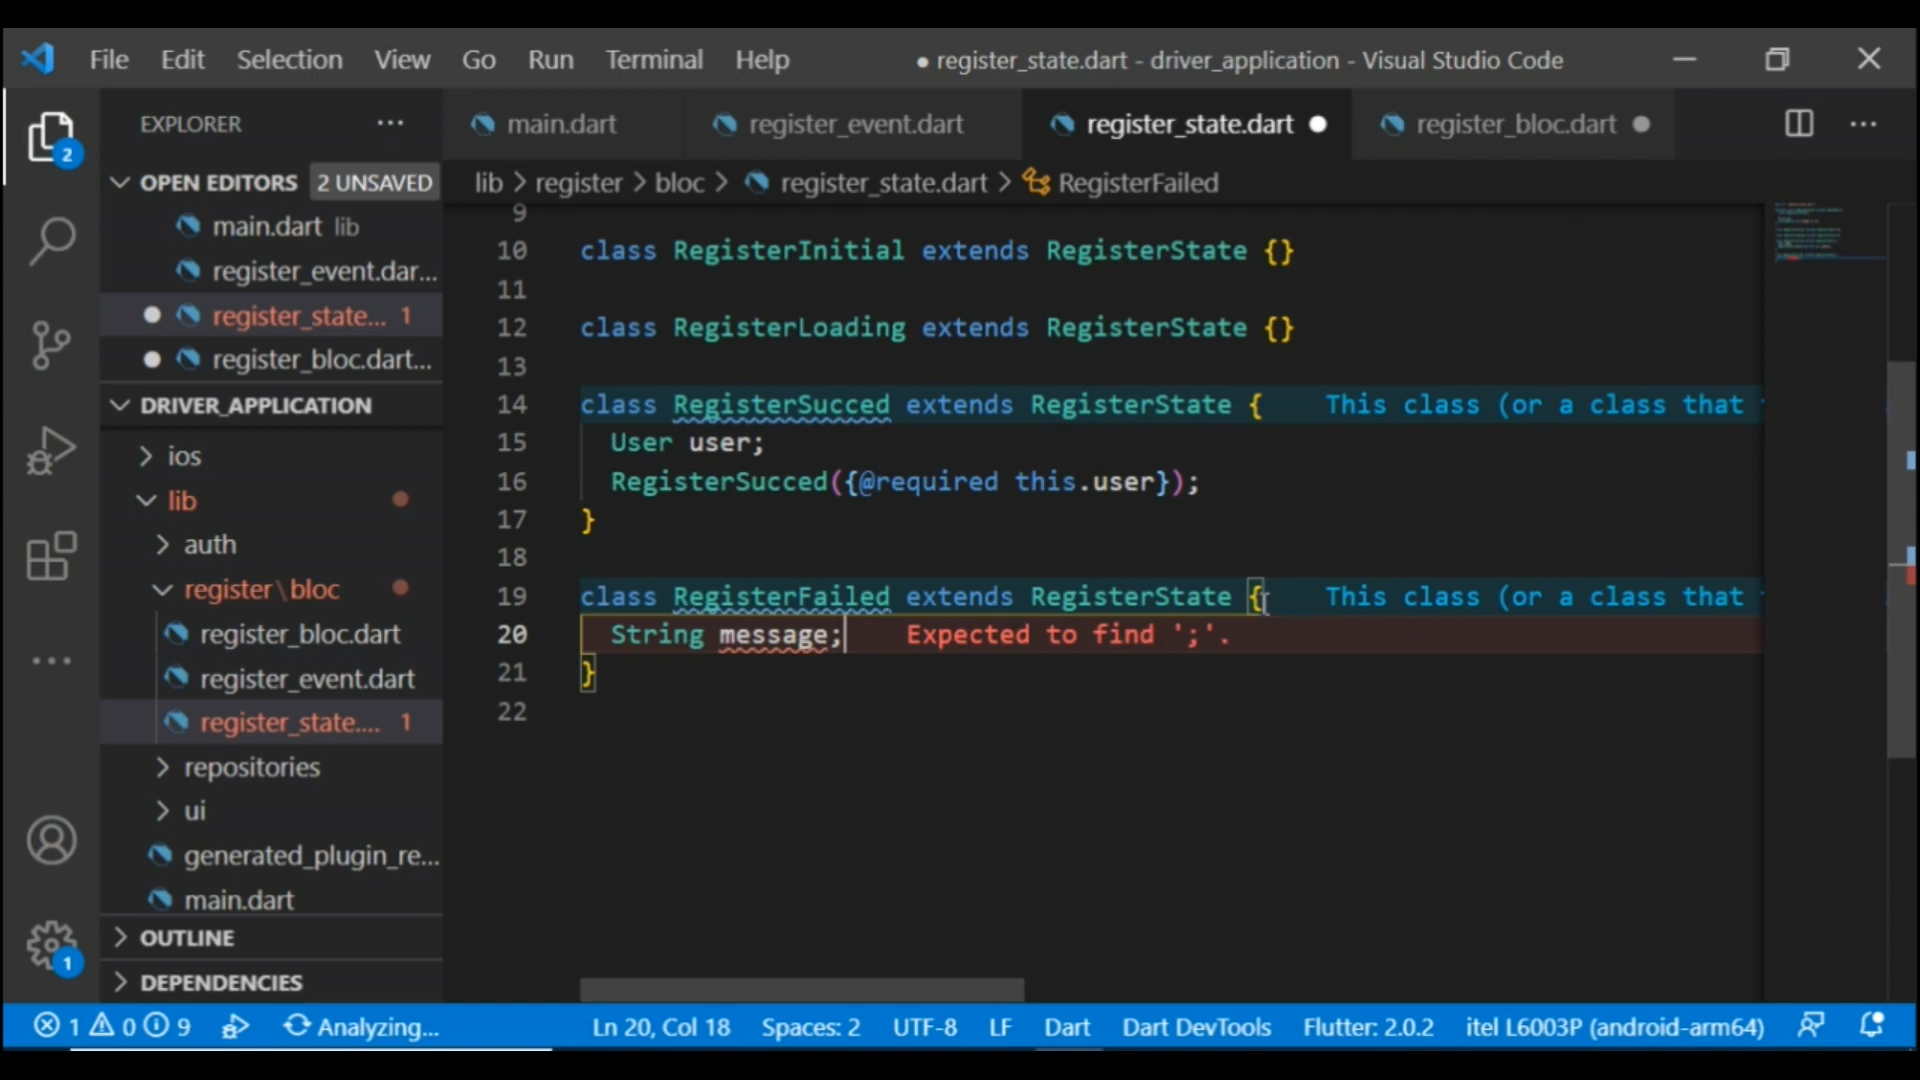 File Edit Selection View Go Run Terminal Help ● register_state.dart - driver_application - Visual Studio Code
EXPLORER ···
main.dart register_event.dart register_state.dart register_bloc.dart
OPEN EDITORS 2 UNSAVED
lib > register > bloc > register_state.dart > RegisterFailed
main.dart lib
register_event.dar...
register_state... 1
register_bloc.dart...
DRIVER_APPLICATION
ios
lib
auth
register\bloc
register_bloc.dart
register_event.dart
register_state.... 1
repositories
ui
generated_plugin_re...
main.dart
OUTLINE
DEPENDENCIES
2
1
9
10 class RegisterInitial extends RegisterState {}
11
12 class RegisterLoading extends RegisterState {}
13
14 class RegisterSucced extends RegisterState { This class (or a class that
15 User user;
16 RegisterSucced({@required this.user});
17 }
18
19 class RegisterFailed extends RegisterState { This class (or a class that
20 String message; Expected to find ';'.
21 }
22
1 0 9 Analyzing... Ln 20, Col 18 Spaces: 2 UTF-8 LF Dart Dart DevTools Flutter: 2.0.2 itel L6003P (android-arm64)